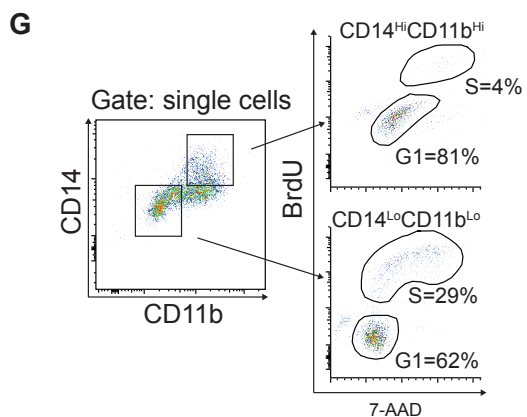 G
Gate: single cells
CD14
CD11b
CD14HiCD11bHi
S=4%
G1=81%
BrdU
CD14LoCD11bLo
S=29%
G1=62%
7-AAD